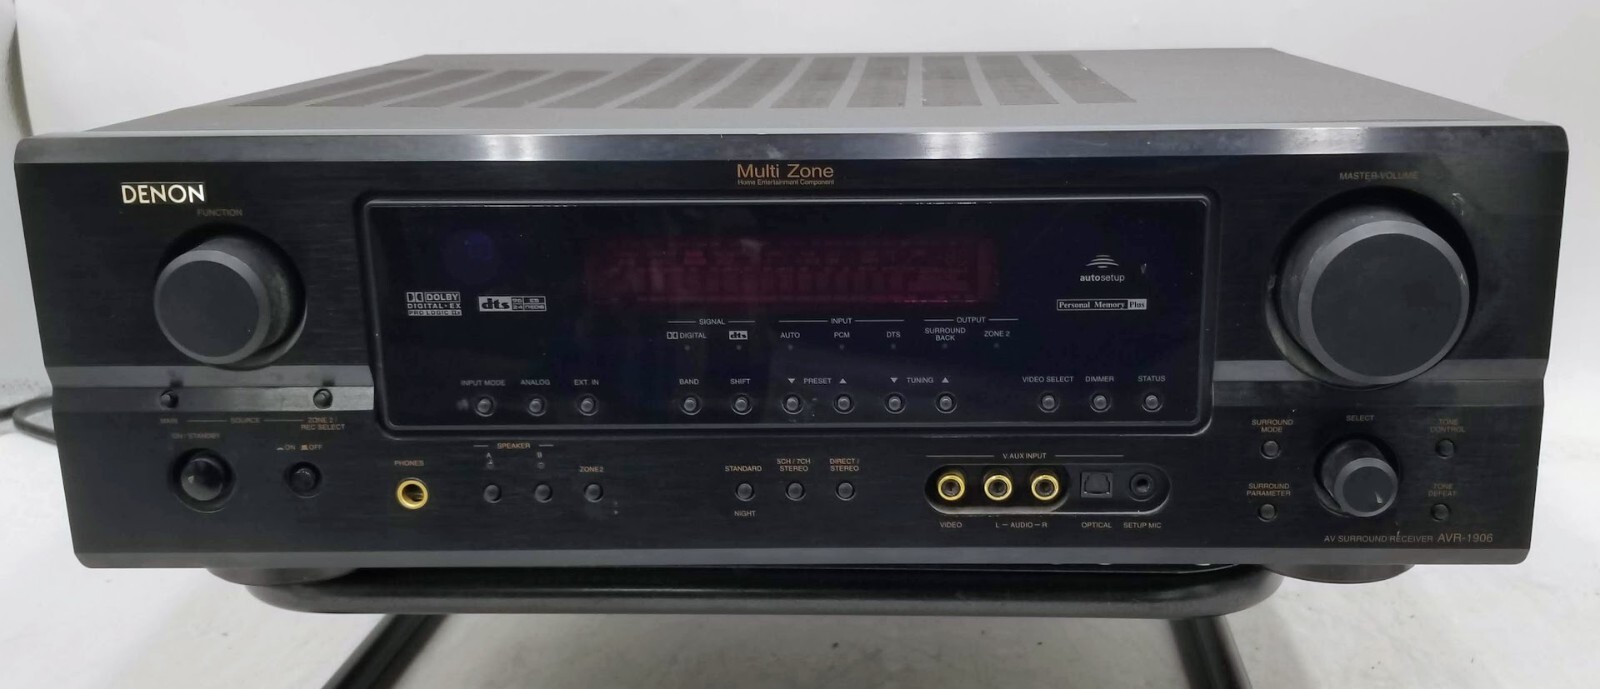 Multi Zone
Home Entertainment Component
DENON
FUNCTION
MASTER VOLUME
autosetup
DOLBY
DIGITAL·EX
PRO LOGIC IIx
dts 96 ES
Personal Memory Plus
SIGNAL INPUT OUTPUT
DIGITAL dts AUTO PCM DTS SURROUND BACK ZONE 2
INPUT MODE ANALOG EXT. IN BAND SHIFT ▼ PRESET ▲ ▼ TUNING ▲ VIDEO SELECT DIMMER STATUS
MAIN SOURCE ZONE 2 / REC SELECT
ON / STANDBY
ON OFF
SPEAKER
A B ZONE2
PHONES
STANDARD 5CH / 7CH STEREO DIRECT / STEREO
NIGHT
V.AUX INPUT
VIDEO L – AUDIO – R OPTICAL SETUP MIC
SURROUND MODE
SELECT
TONE CONTROL
SURROUND PARAMETER
TONE DEFEAT
AV SURROUND RECEIVER AVR-1906